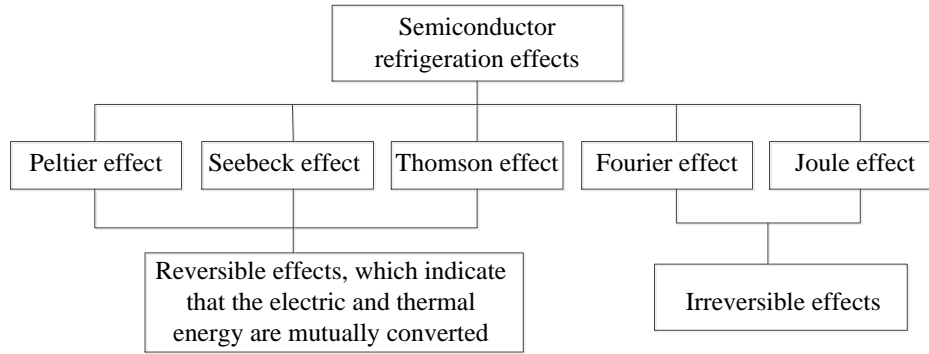 Semiconductor
refrigeration effects
Peltier effect
Seebeck effect
Thomson effect
Fourier effect
Joule effect
Reversible effects, which indicate
that the electric and thermal
energy are mutually converted
Irreversible effects